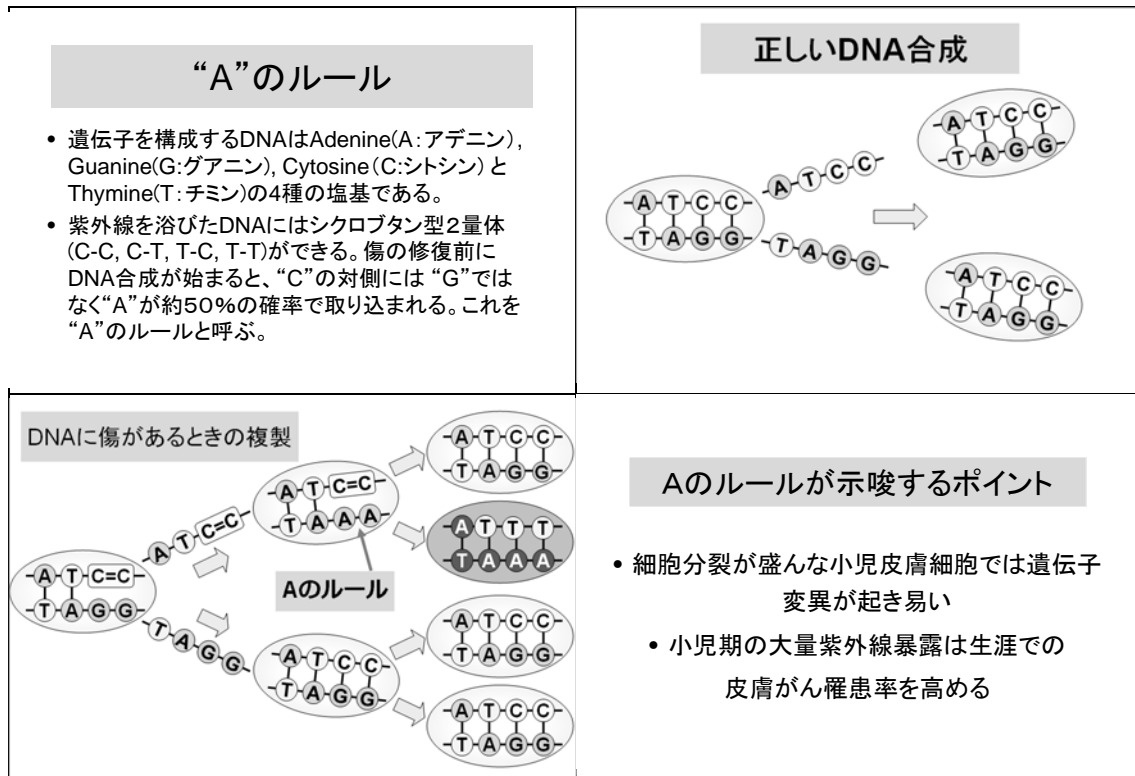 “A”のルール
• 遺伝子を構成するDNAはAdenine(A:アデニン),
Guanine(G:グアニン), Cytosine(C:シトシン) と
Thymine(T:チミン)の4種の塩基である。
• 紫外線を浴びたDNAにはシクロブタン型2量体
(C-C, C-T, T-C, T-T)ができる。傷の修復前に
DNA合成が始まると、“C”の対側には “G”では
なく“A”が約50%の確率で取り込まれる。これを
“A”のルールと呼ぶ。
正しいDNA合成
A T C C
T A G G
A T C C
T A G G
A T C C
T A G G
A T C C
T A G G
DNAに傷があるときの複製
A T C=C
T A G G
A T C=C
T A G G
A T C=C
T A A A
Aのルール
A T C C
T A G G
A T C C
T A G G
A T T T
T A A A
A T C C
T A G G
A T C C
T A G G
Aのルールが示唆するポイント
• 細胞分裂が盛んな小児皮膚細胞では遺伝子
変異が起き易い
• 小児期の大量紫外線暴露は生涯での
皮膚がん罹患率を高める